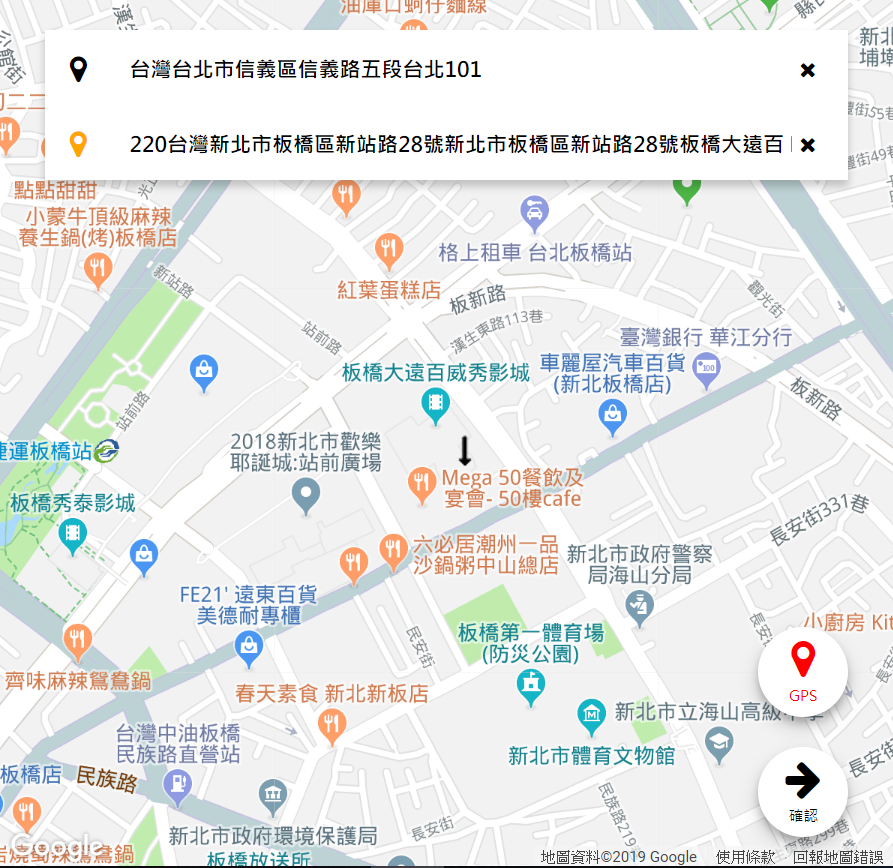 油庫口蚵仔麵線
台灣台北市信義區信義路五段台北101
220台灣新北市板橋區新站路28號新北市板橋區新站路28號板橋大遠百
點點甜甜
小蒙牛頂級麻辣
養生鍋(烤)板橋店
格上租車 台北板橋站
新站路
紅葉蛋糕店
板新路
觀光街
漢生東路113巷
站前路
臺灣銀行 華江分行
車麗屋汽車百貨
(新北板橋店)
板橋大遠百威秀影城
板新路
站前路
2018新北市歡樂
耶誕城:站前廣場
捷運板橋站
Mega 50餐飲及
宴會- 50樓cafe
板橋秀泰影城
長安街331巷
六必居潮州一品
沙鍋粥中山總店
新北市政府警察
局海山分局
FE21' 遠東百貨
美德耐專櫃
板橋第一體育場
(防災公園)
小廚房 Kit
民安街
齊味麻辣鴛鴦鍋
春天素食 新北新板店
GPS
新北市立海山高級中學
台灣中油板橋
民族路直營站
新北市體育文物館
板橋店
民族路
確認
長安街
民族路219
路299巷
新北市政府環境保護局
長安街
板橋放送所
Google
地圖資料©2019 Google
使用條款
回報地圖錯誤